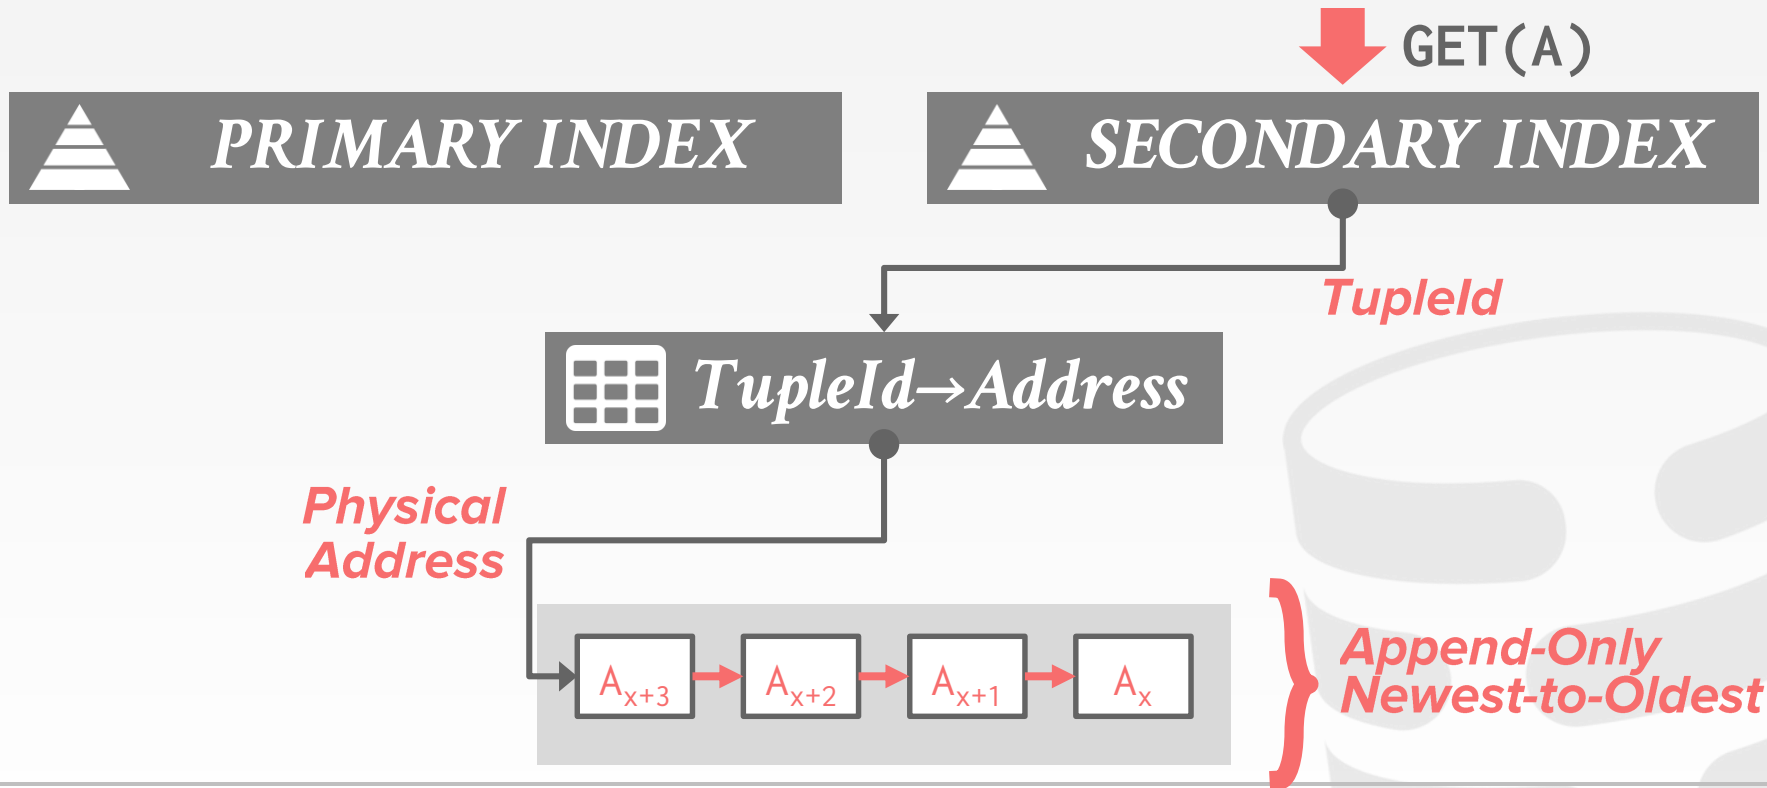 GET(A)
PRIMARY INDEX
SECONDARY INDEX
TupleId
TupleId→Address
Physical
Address
Aₓ₊₃
Aₓ₊₂
Aₓ₊₁
Aₓ
Append-Only
Newest-to-Oldest